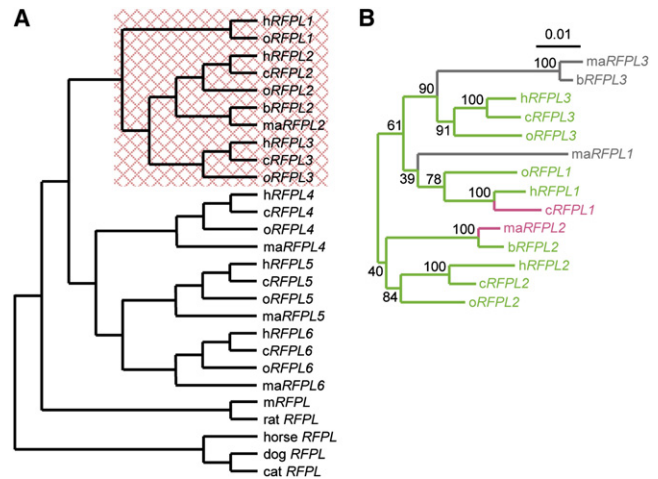 A
hRFPL1
oRFPL1
hRFPL2
cRFPL2
oRFPL2
bRFPL2
maRFPL2
hRFPL3
cRFPL3
oRFPL3
hRFPL4
cRFPL4
oRFPL4
maRFPL4
hRFPL5
cRFPL5
oRFPL5
maRFPL5
hRFPL6
cRFPL6
oRFPL6
maRFPL6
mRFPL
rat RFPL
horse RFPL
dog RFPL
cat RFPL
B
0.01
100 maRFPL3
bRFPL3
90
100 hRFPL3
cRFPL3
91
oRFPL3
61
maRFPL1
39
78 oRFPL1
100 hRFPL1
cRFPL1
100 maRFPL2
bRFPL2
40
100 hRFPL2
cRFPL2
84
oRFPL2